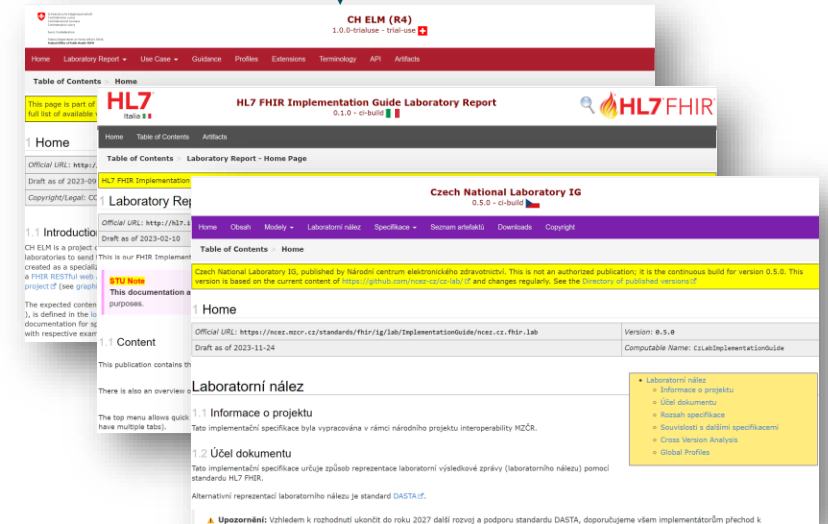 CH ELM (R4)
1.0.0-trialuse - trial-use
Home Laboratory Report Use Case Guidance Profiles Extensions Terminology API Artifacts
Table of Contents > Home
This page is part of
full list of available
1 Home
Official URL: http:/
Draft as of 2023-09
Copyright/Legal: CC
1.1 Introduction
CH ELM is a project
laboratories to send
created as a specializ
a FHIR RESTful web
project (see graphi
The expected conten
), is defined in the lo
documentation for sp
with respective exam
HL7
Italia
HL7 FHIR Implementation Guide Laboratory Report
0.1.0 - ci-build
HL7 FHIR
Home Table of Contents Artifacts
Table of Contents > Laboratory Report - Home Page
HL7 FHIR Implementation
1 Laboratory Rep
Official URL: http://hl7.i
Draft as of 2023-02-10
This is our FHIR Implement
STU Note
This documentation a
purposes.
1.1 Content
This publication contains th
There is also an overview o
The top menu allows quick
have multiple tabs).
Czech National Laboratory IG
0.5.0 - ci-build
Home Obsah Modely Laboratorní nález Specifikace Seznam artefaktů Downloads Copyright
Table of Contents > Home
Czech National Laboratory IG, published by Národní centrum elektronického zdravotnictví. This is not an authorized publication; it is the continuous build for version 0.5.0. This
version is based on the current content of https://github.com/ncez-cz/cz-lab/ and changes regularly. See the Directory of published versions
1 Home
Official URL: https://ncez.mzcr.cz/standards/fhir/ig/lab/ImplementationGuide/ncez.cz.fhir.lab Version: 0.5.0
Draft as of 2023-11-24 Computable Name: CzLabImplementationGuide
Laboratorní nález
1.1 Informace o projektu
Tato implementační specifikace byla vypracována v rámci národního projektu interoperability MZČR.
1.2 Účel dokumentu
Tato implementační specifikace určuje způsob reprezentace laboratorní výsledkové zprávy (laboratorního nálezu) pomocí
standardu HL7 FHIR.
Alternativní reprezentací laboratorního nálezu je standard DASTA.
Upozornění: Vzhledem k rozhodnutí ukončit do roku 2027 další rozvoj a podporu standardu DASTA, doporučujeme všem implementátorům přechod k
Laboratorní nález
Informace o projektu
Účel dokumentu
Rozsah specifikace
Souvislosti s dalšími specifikacemi
Cross Version Analysis
Global Profiles